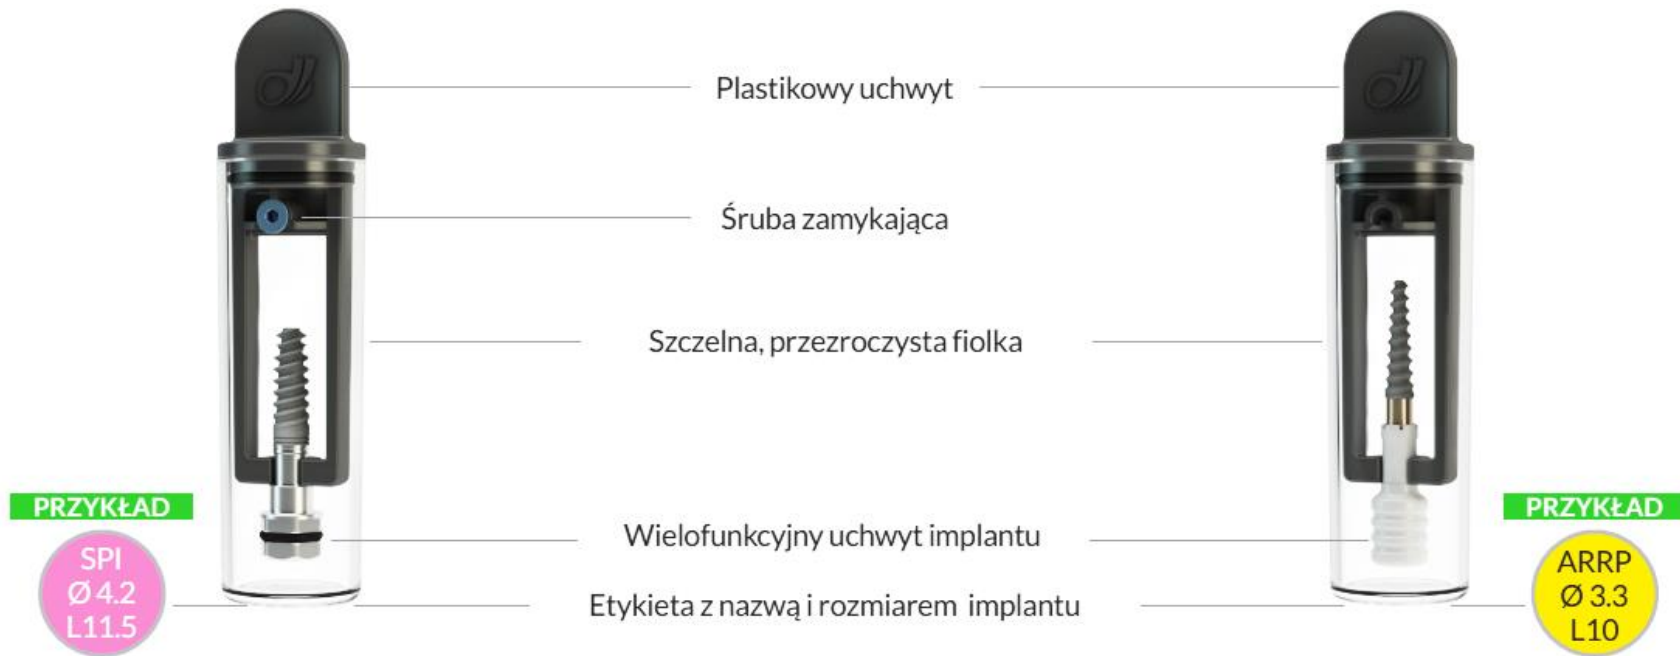 Plastikowy uchwyt
Śruba zamykająca
Szczelna, przezroczysta fiolka
PRZYKŁAD
SPI
Ø 4.2
L11.5
Wielofunkcyjny uchwyt implantu
Etykieta z nazwą i rozmiarem implantu
PRZYKŁAD
ARRP
Ø 3.3
L10